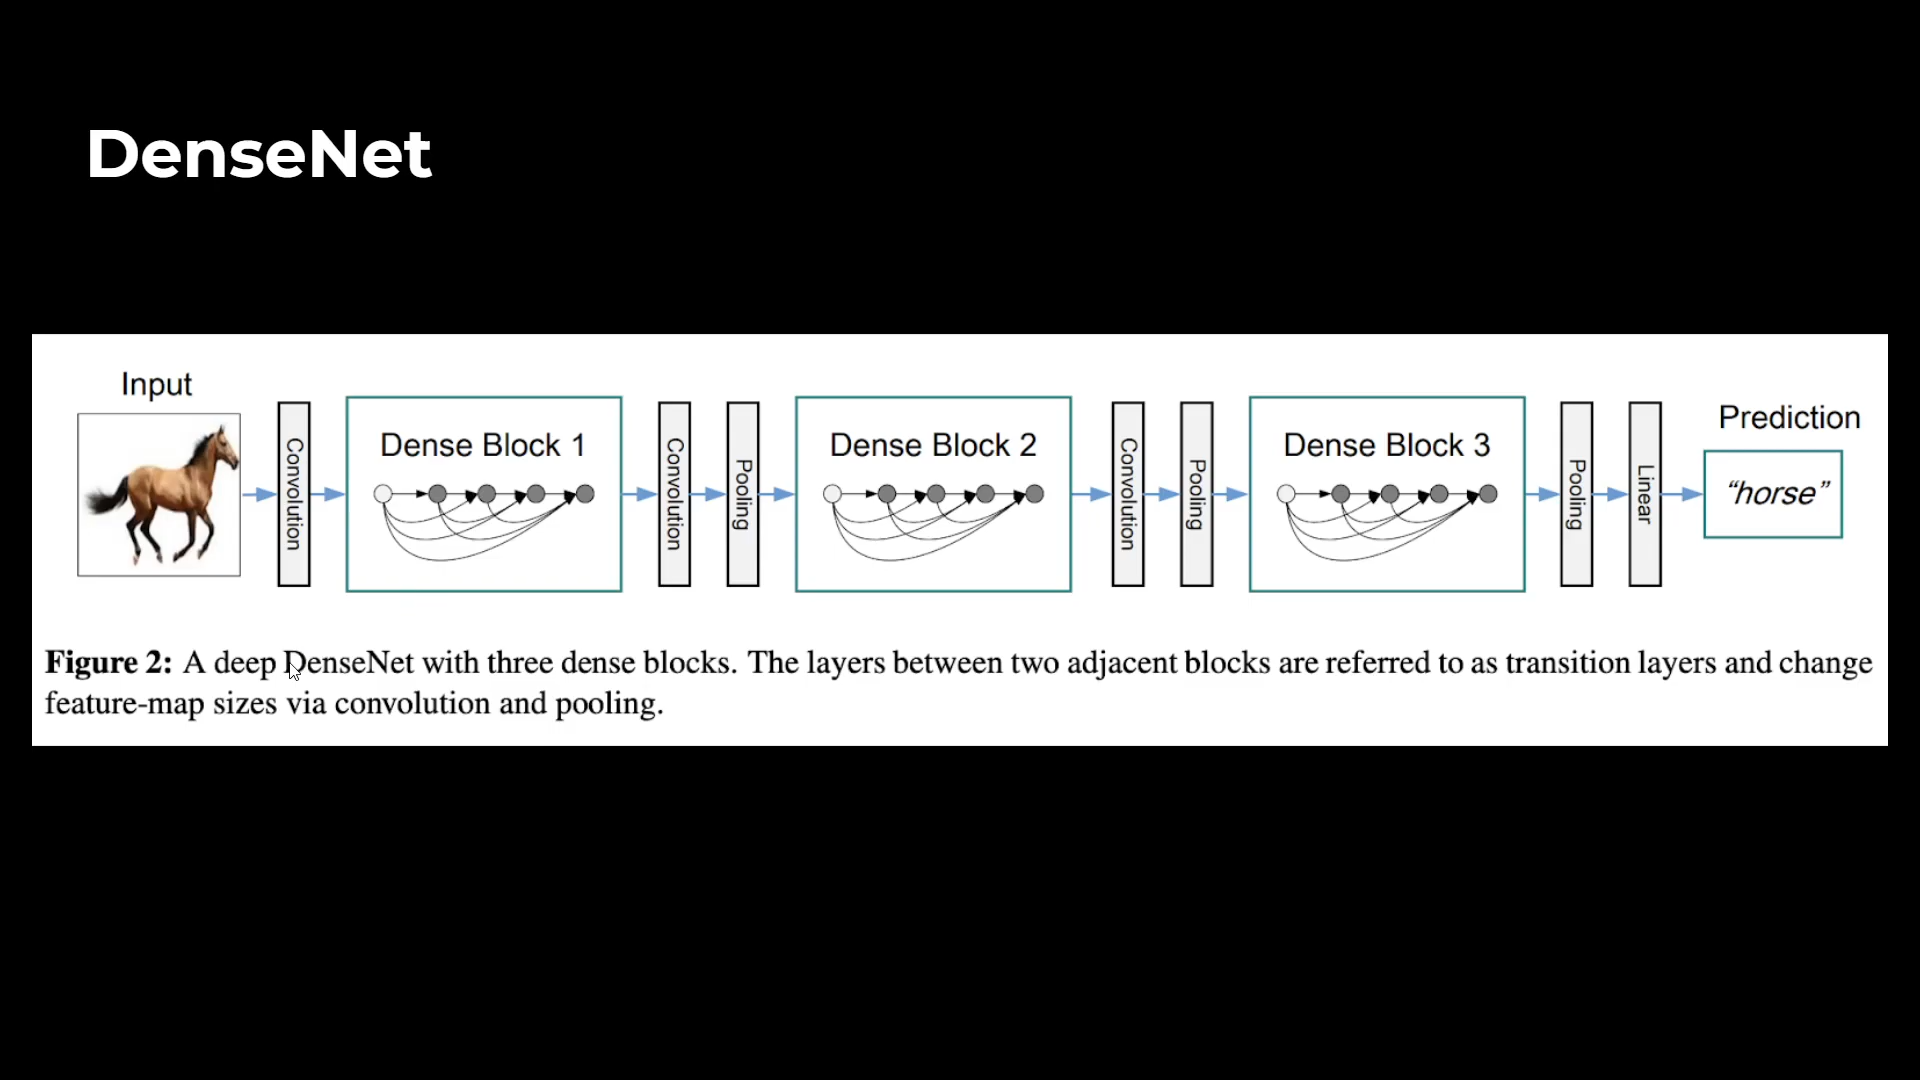 DenseNet
Input
Convolution
Dense Block 1
Convolution
Pooling
Dense Block 2
Convolution
Pooling
Dense Block 3
Pooling
Linear
Prediction
“horse”
Figure 2: A deep DenseNet with three dense blocks. The layers between two adjacent blocks are referred to as transition layers and change
feature-map sizes via convolution and pooling.